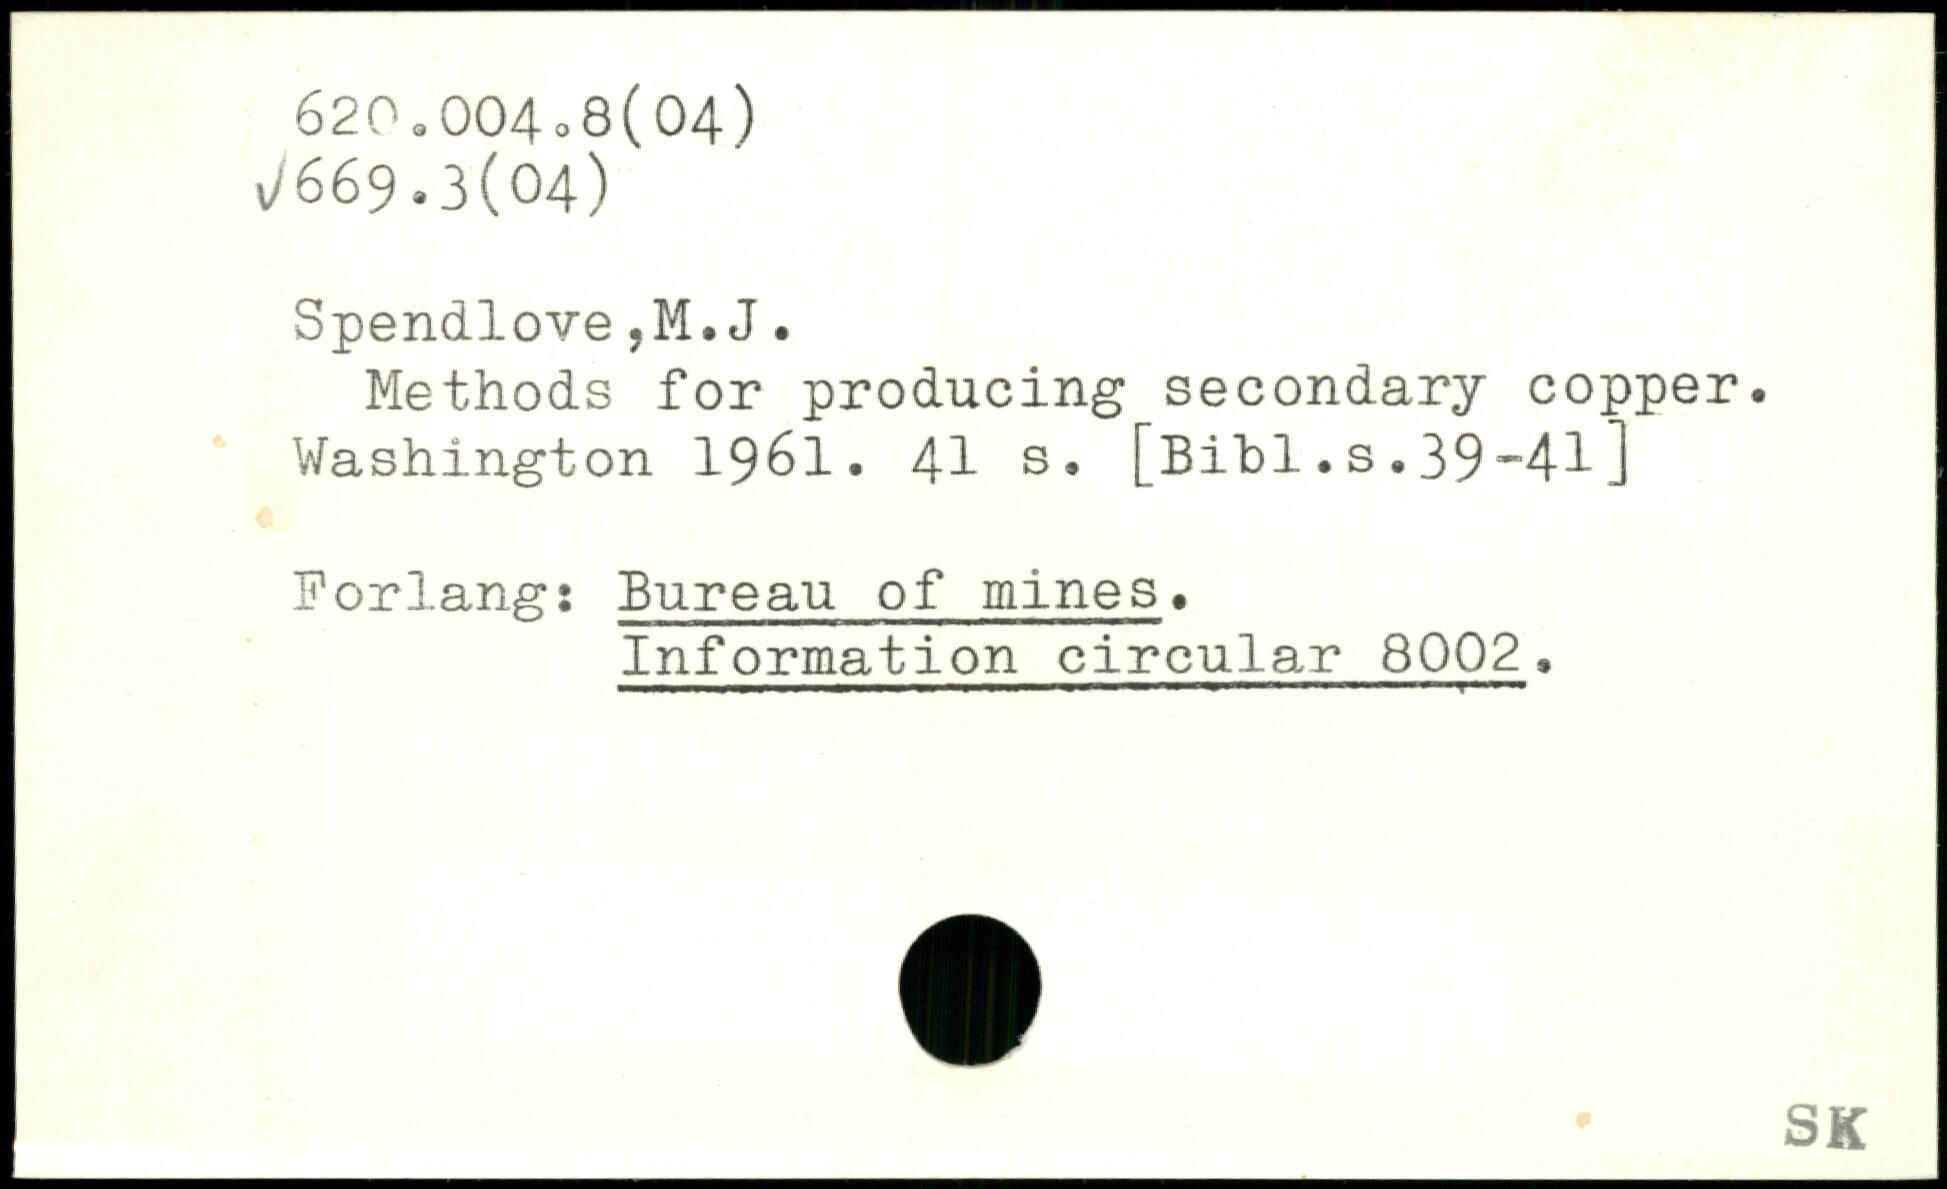 620.004.8(04)
√669.3(04)
Spendlove,M.J.
Methods for producing secondary copper.
Washington 1961. 41 s. [Bibl.s.39-41]
Forlang: Bureau of mines.
Information circular 8002.
SK